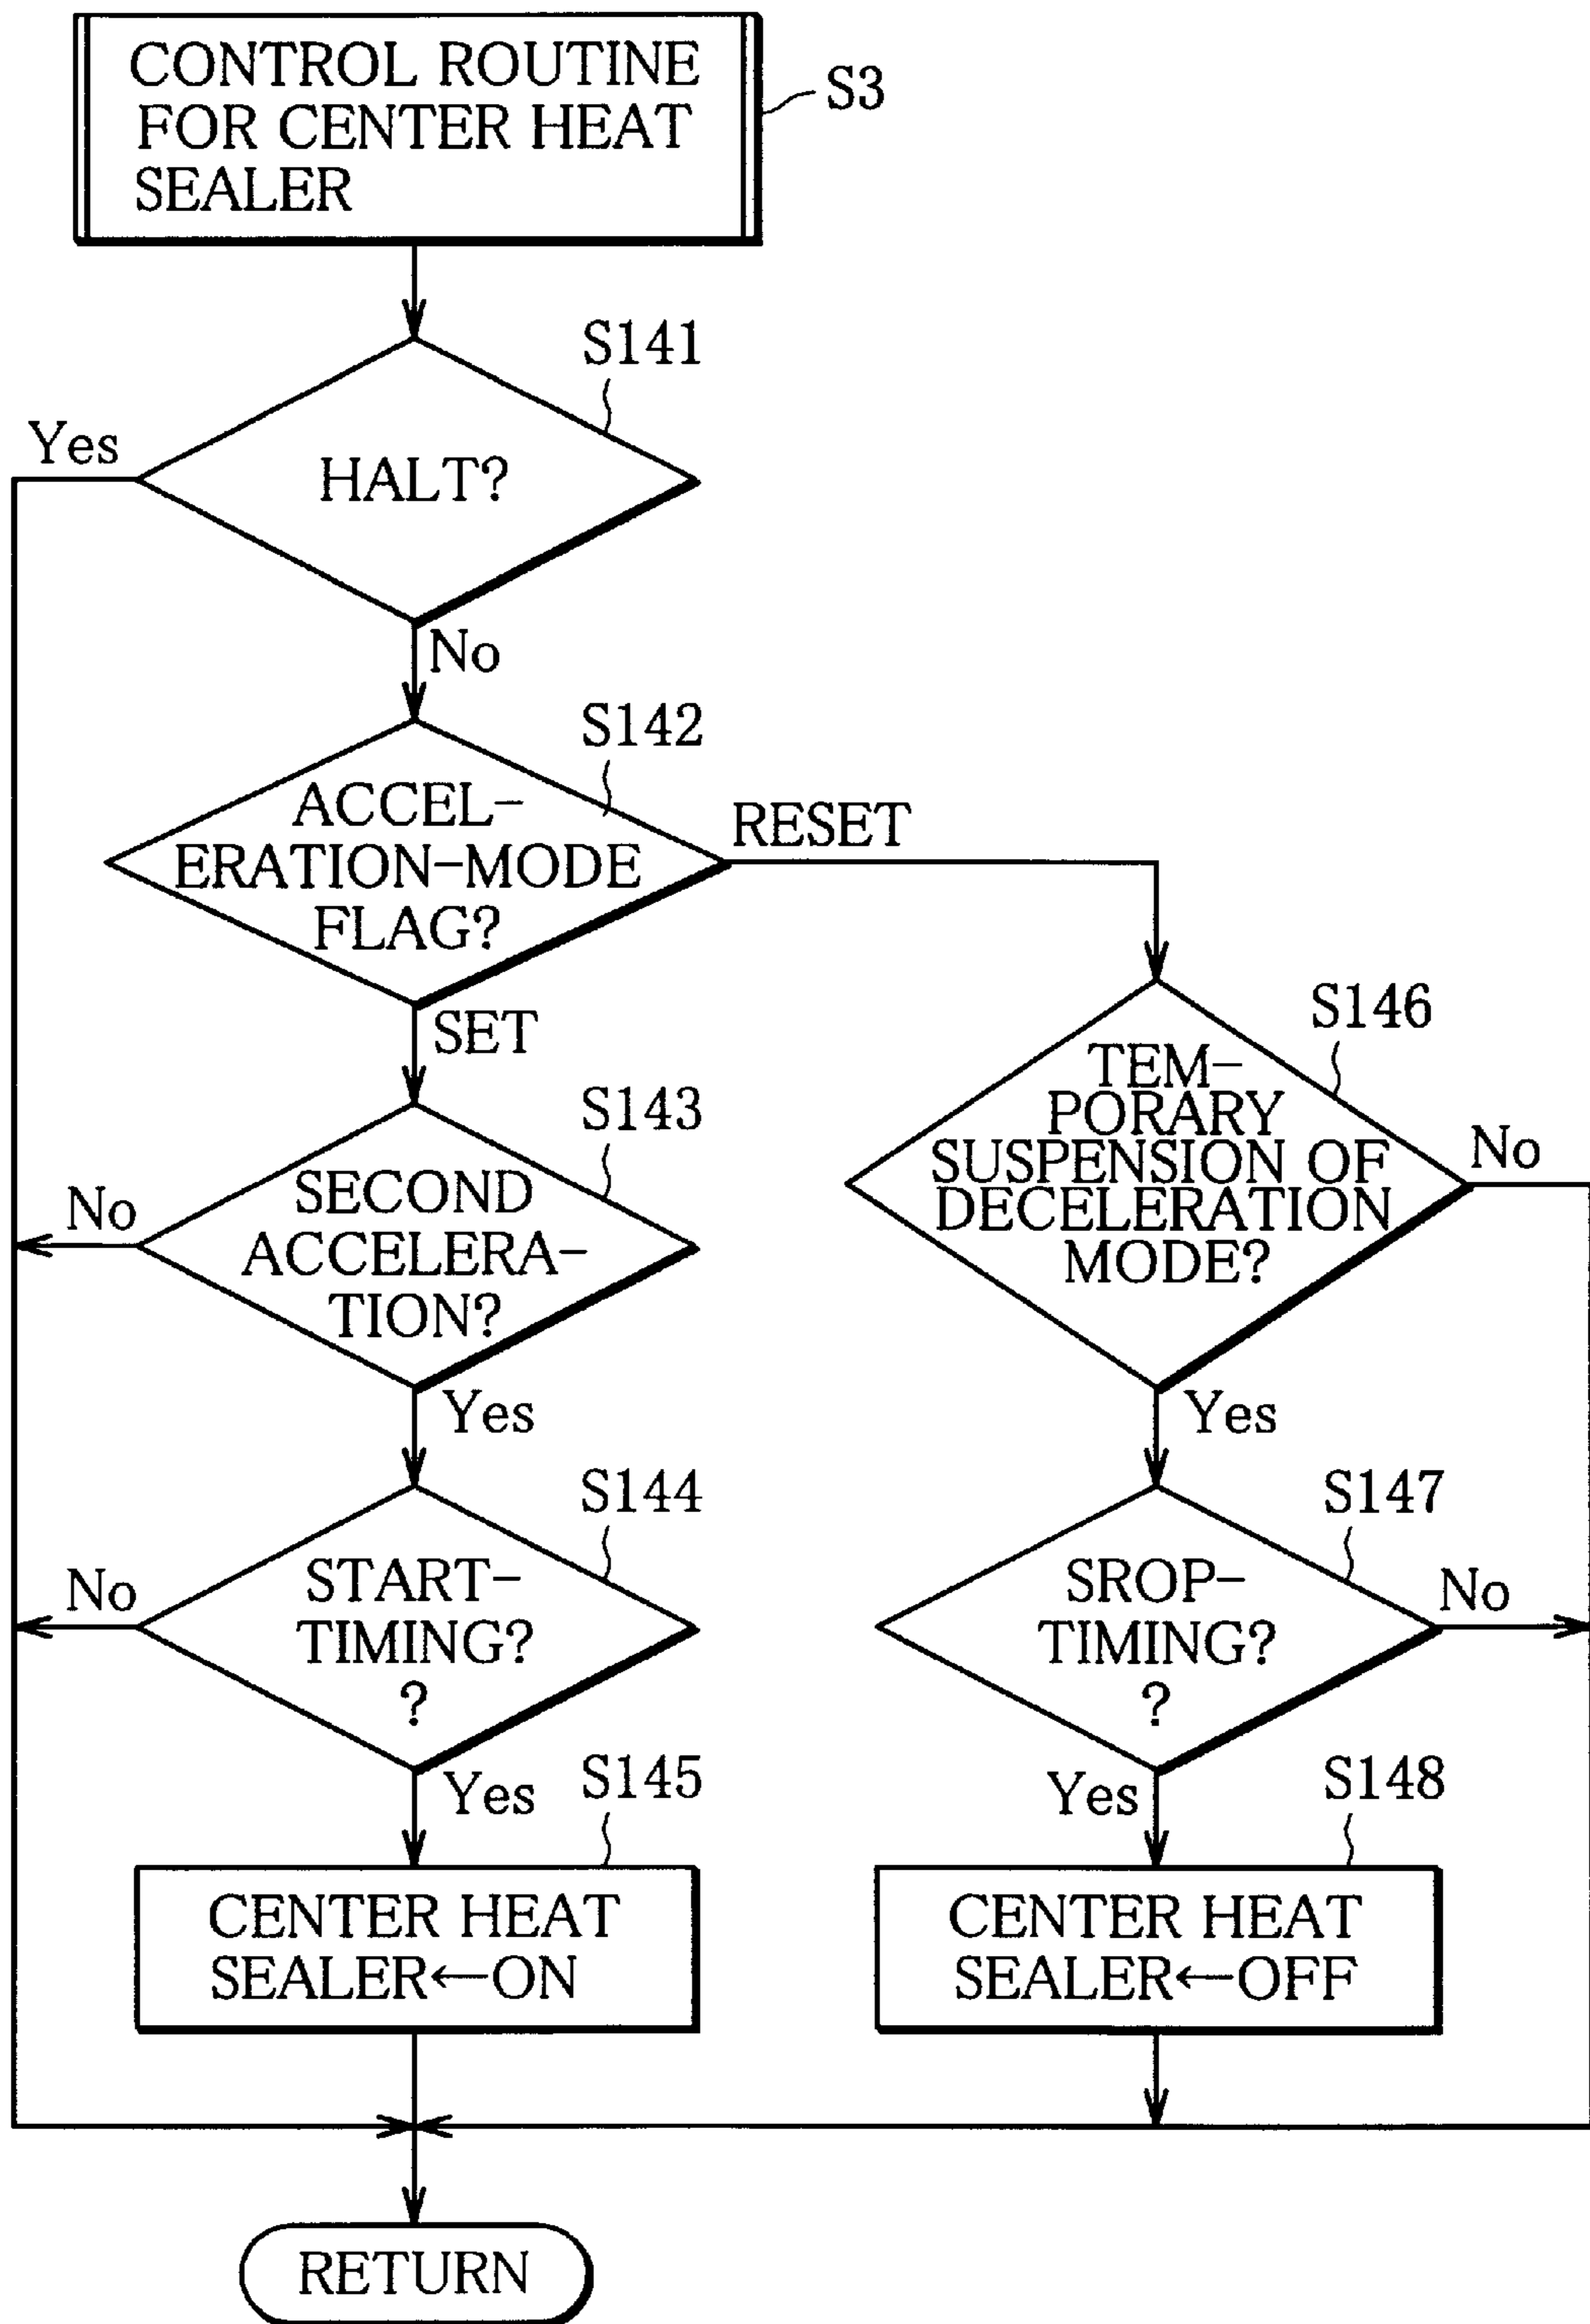 CONTROL ROUTINE
FOR CENTER HEAT
SEALER
S3
S141
Yes
HALT?
No
S142
ACCEL-
ERATION-MODE
FLAG?
RESET
SET
S143
No
SECOND
ACCELERA-
TION?
Yes
S146
TEM-
PORARY
SUSPENSION OF
DECELERATION
MODE?
No
Yes
S144
No
START-
TIMING?
?
Yes
S147
SROP-
TIMING?
?
No
Yes
S145
CENTER HEAT
SEALER←ON
S148
CENTER HEAT
SEALER←OFF
RETURN